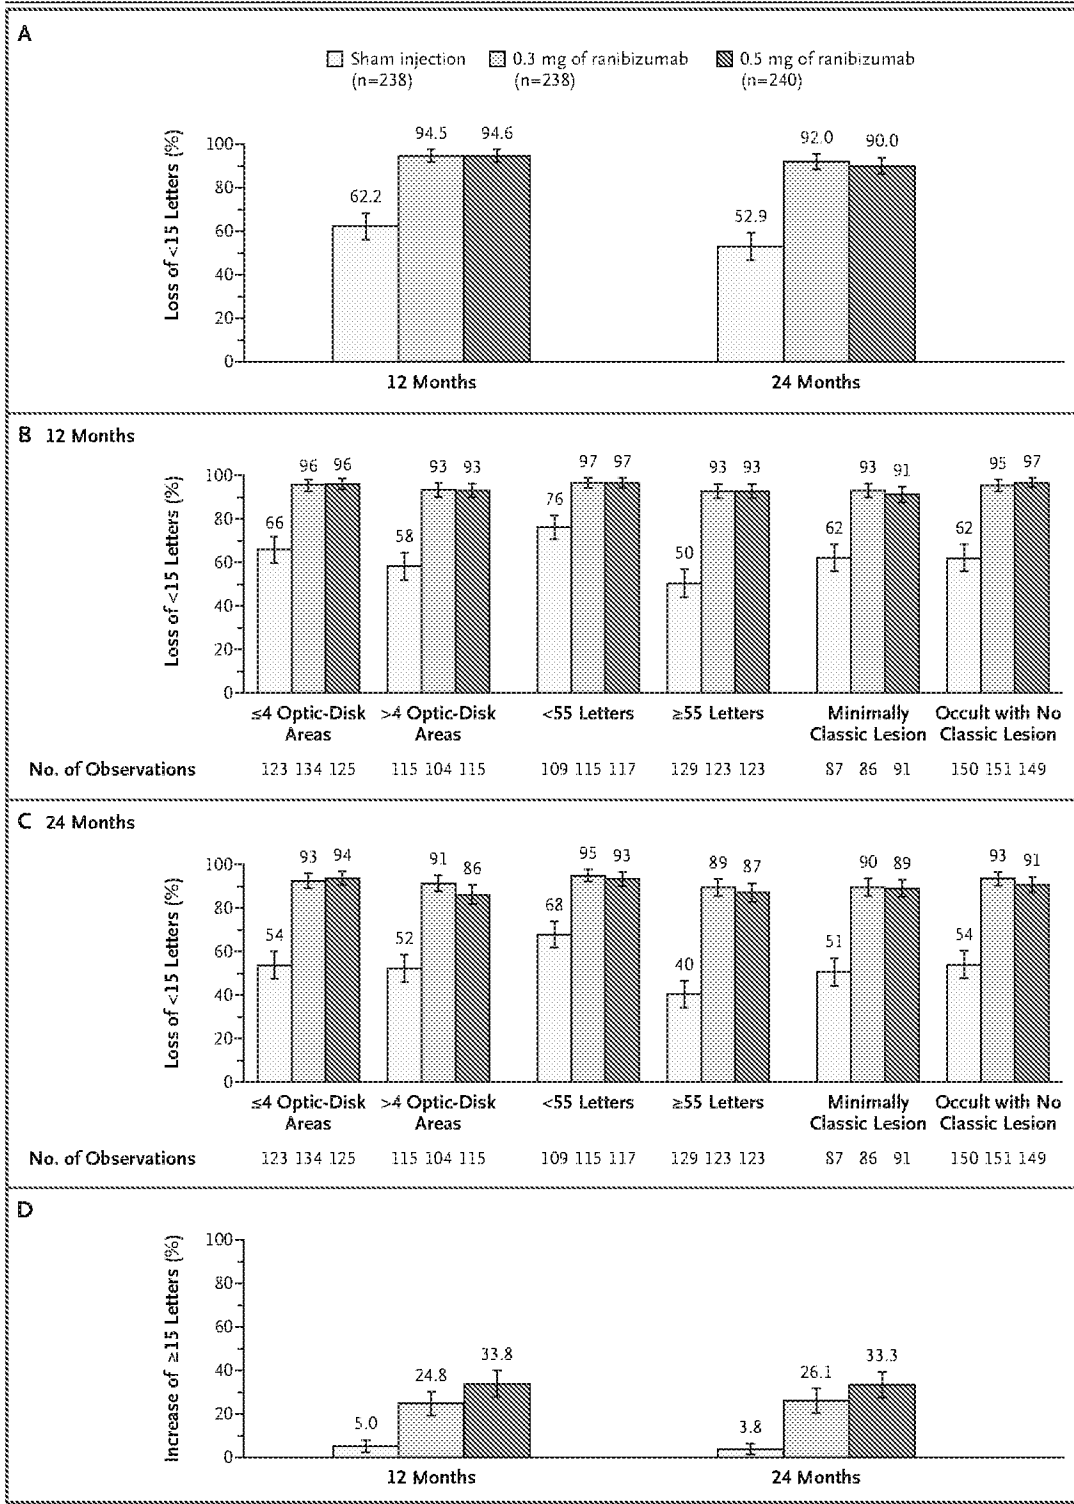 A
Sham injection (n=238)
0.3 mg of ranibizumab (n=238)
0.5 mg of ranibizumab (n=240)
Loss of <15 Letters (%)
100
80
60
40
20
0
62.2 94.5 94.6
52.9 92.0 90.0
12 Months 24 Months
B 12 Months
Loss of <15 Letters (%)
100
80
60
40
20
0
66 96 96 58 93 93 76 97 97 50 93 93 62 93 91 62 95 97
≤4 Optic-Disk Areas
>4 Optic-Disk Areas
<55 Letters
≥55 Letters
Minimally Classic Lesion
Occult with No Classic Lesion
No. of Observations 123 134 125 115 104 115 109 115 117 129 123 123 87 86 91 150 151 149
C 24 Months
Loss of <15 Letters (%)
100
80
60
40
20
0
54 93 94 52 91 86 68 95 93 40 89 87 51 90 89 54 93 91
≤4 Optic-Disk Areas
>4 Optic-Disk Areas
<55 Letters
≥55 Letters
Minimally Classic Lesion
Occult with No Classic Lesion
No. of Observations 123 134 125 115 104 115 109 115 117 129 123 123 87 86 91 150 151 149
D
Increase of ≥15 Letters (%)
100
80
60
40
20
0
5.0 24.8 33.8
3.8 26.1 33.3
12 Months 24 Months